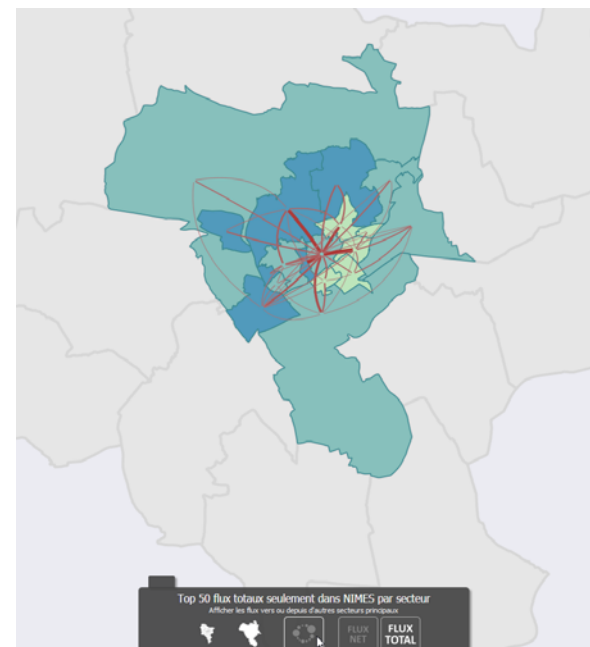 Top 50 flux totaux seulement dans NIMES par secteur
Afficher les flux vers ou depuis d'autres secteurs principaux
FLUX
NET
FLUX
TOTAL